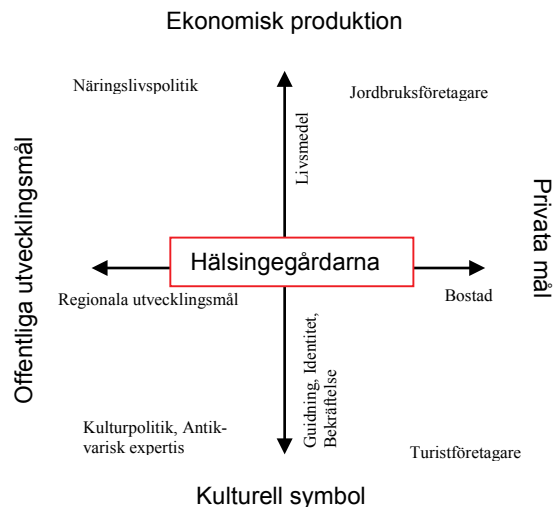 Ekonomisk produktion
Näringslivspolitik
Jordbruksföretagare
Livsmedel
Offentliga utvecklingsmål
Privata mål
Hälsingegårdarna
Regionala utvecklingsmål
Bostad
Guidning, Identitet,
Bekräftelse
Kulturpolitik, Antik-
varisk expertis
Turistföretagare
Kulturell symbol